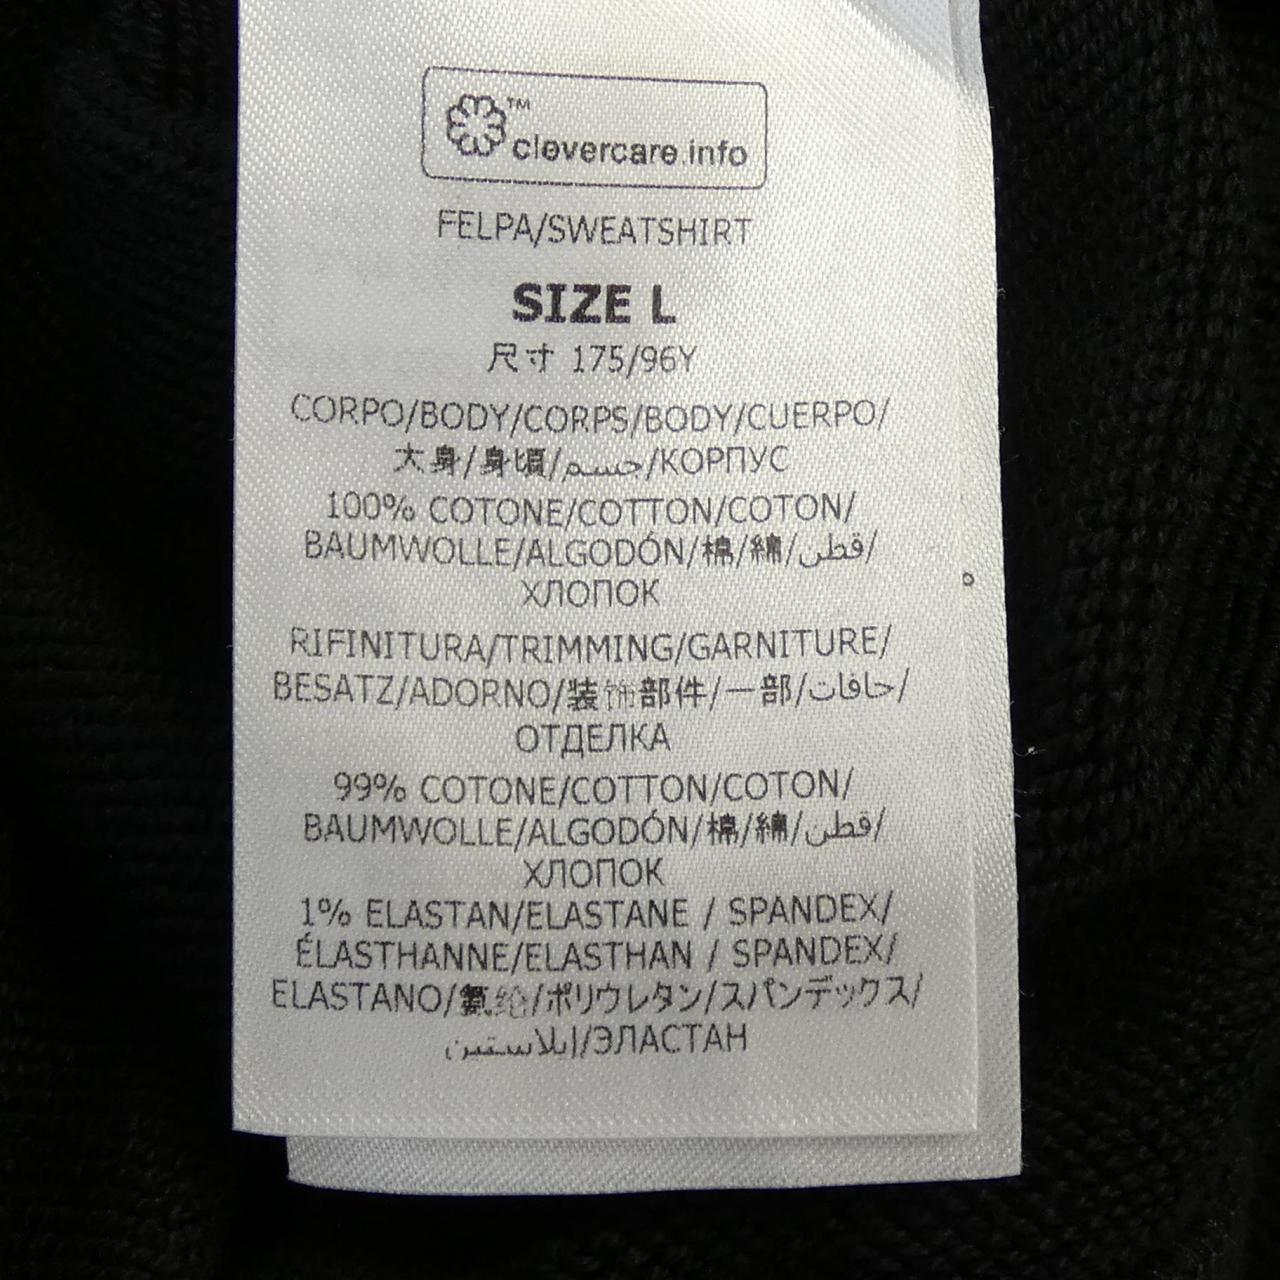 ™
clevercare.info
FELPA/SWEATSHIRT
SIZE L
尺寸 175/96Y
CORPO/BODY/CORPS/BODY/CUERPO/
大身/身頃/جسم/КОРПУС
100% COTONE/COTTON/COTON/
BAUMWOLLE/ALGODÓN/棉/綿/قطن/
ХЛОПОК
RIFINITURA/TRIMMING/GARNITURE/
BESATZ/ADORNO/装饰部件/一部/حافات/
ОТДЕЛКА
99% COTONE/COTTON/COTON/
BAUMWOLLE/ALGODÓN/棉/綿/قطن/
ХЛОПОК
1% ELASTAN/ELASTANE / SPANDEX/
ÉLASTHANNE/ELASTHAN / SPANDEX/
ELASTANO/氨纶/ポリウレタン/スパンデックス/
إيلاستين/ЭЛАСТАН